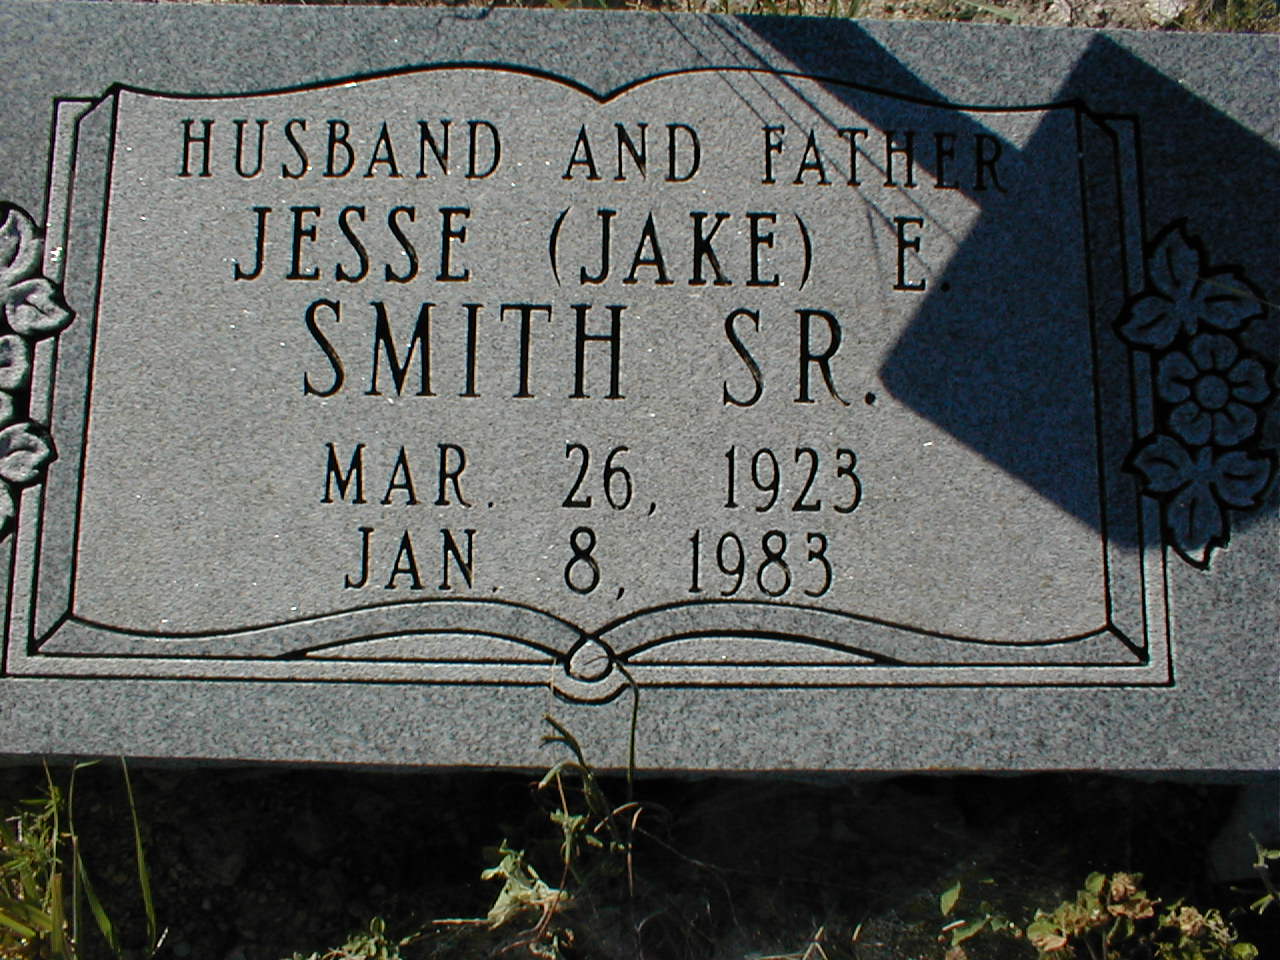 HUSBAND AND FATHER
JESSE (JAKE) E.
SMITH SR.
MAR. 26, 1923
JAN. 8, 1983